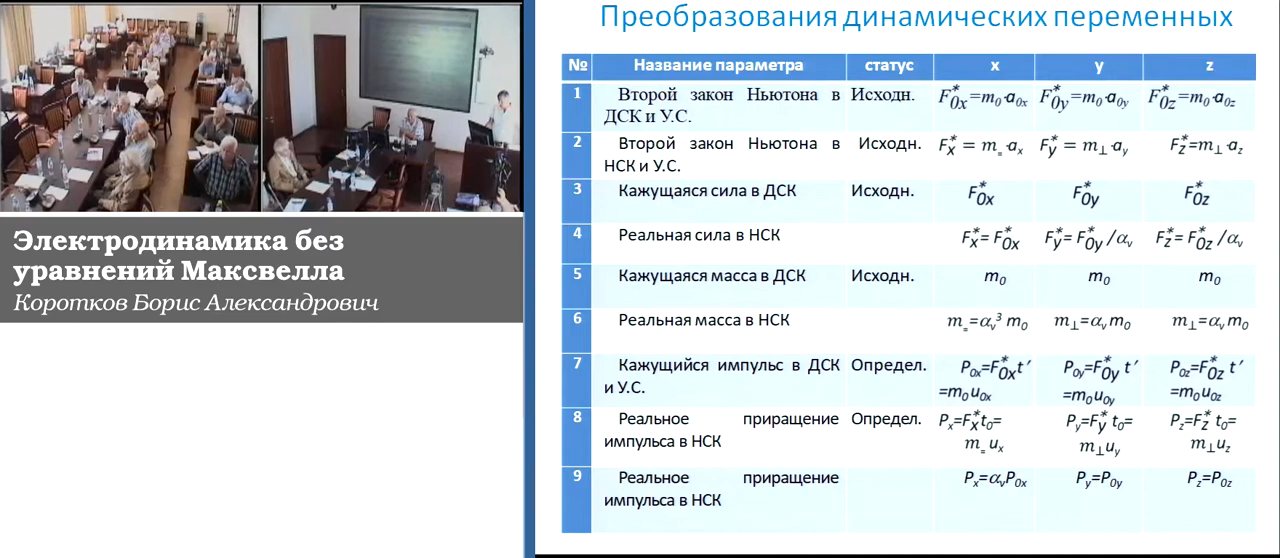 Электродинамика без
уравнений Максвелла
Коротков Борис Александрович
Преобразования динамических переменных
№ Название параметра статус x y z
1 Второй закон Ньютона в Исходн. F*0x=m0·a0x F*0y=m0·a0y F*0z=m0·a0z
ДСК и У.С.
2 Второй закон Ньютона в Исходн. F*x = m=·ax F*y = m⊥·ay F*z=m⊥·az
НСК и У.С.
3 Кажущаяся сила в ДСК Исходн. F*0x F*0y F*0z
4 Реальная сила в НСК F*x= F*0x F*y= F*0y /αv F*z= F*0z /αv
5 Кажущаяся масса в ДСК Исходн. m0 m0 m0
6 Реальная масса в НСК m= =αv³ m0 m⊥=αv m0 m⊥=αv m0
7 Кажущийся импульс в ДСК Определ. P0x=F*0x t′ P0y=F*0y t′ P0z=F*0z t′
и У.С. =m0u0x =m0u0y =m0u0z
8 Реальное приращение Определ. Px=F*x t0= Py=F*y t0= Pz=F*z t0=
импульса в НСК m= ux m⊥uy m⊥uz
9 Реальное приращение Px=αvP0x Py=P0y Pz=P0z
импульса в НСК